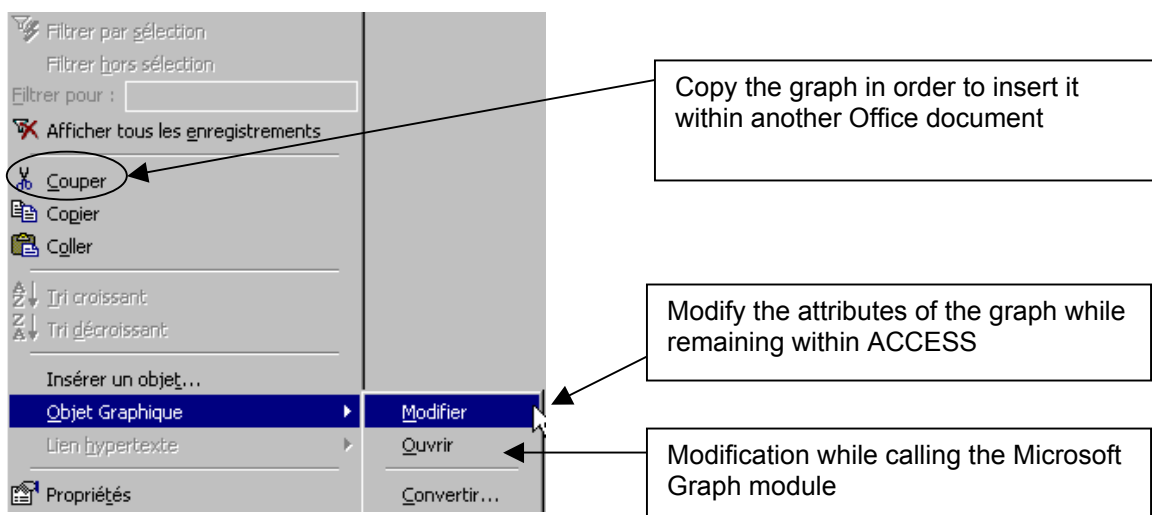 Filtrer par sélection
Filtrer hors sélection
Filtrer pour :
Afficher tous les enregistrements
Couper
Copier
Coller
Tri croissant
Tri décroissant
Insérer un objet...
Objet Graphique
Lien hypertexte
Propriétés
Modifier
Ouvrir
Convertir...
Copy the graph in order to insert it
within another Office document
Modify the attributes of the graph while
remaining within ACCESS
Modification while calling the Microsoft
Graph module